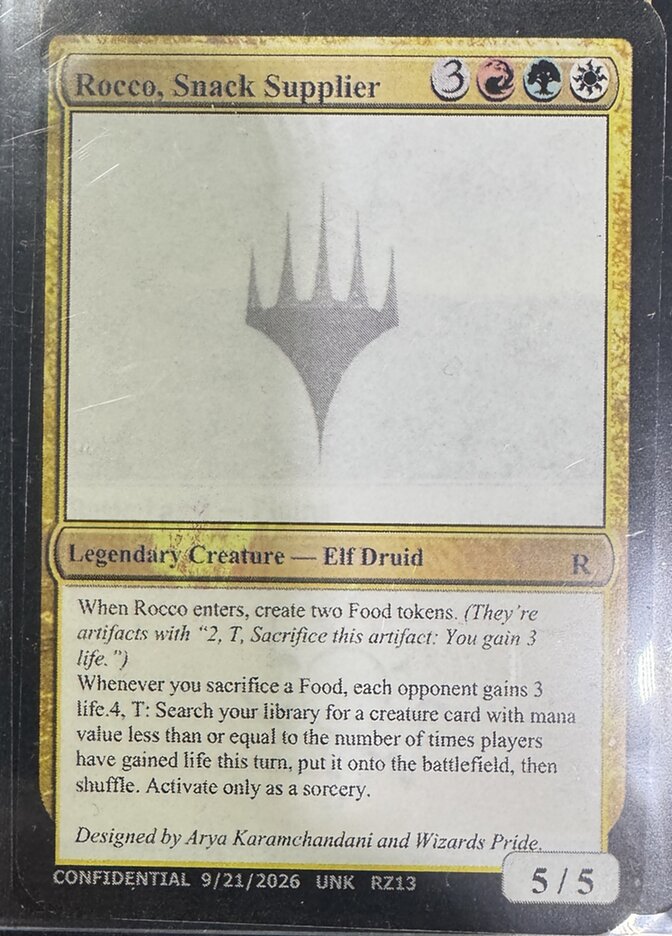 Rocco, Snack Supplier 3
Legendary Creature — Elf Druid R
When Rocco enters, create two Food tokens. (They're
artifacts with "2, T, Sacrifice this artifact: You gain 3
life.")
Whenever you sacrifice a Food, each opponent gains 3
life.4, T: Search your library for a creature card with mana
value less than or equal to the number of times players
have gained life this turn, put it onto the battlefield, then
shuffle. Activate only as a sorcery.
Designed by Arya Karamchandani and Wizards Pride.
CONFIDENTIAL 9/21/2026 UNK RZ13
5 / 5